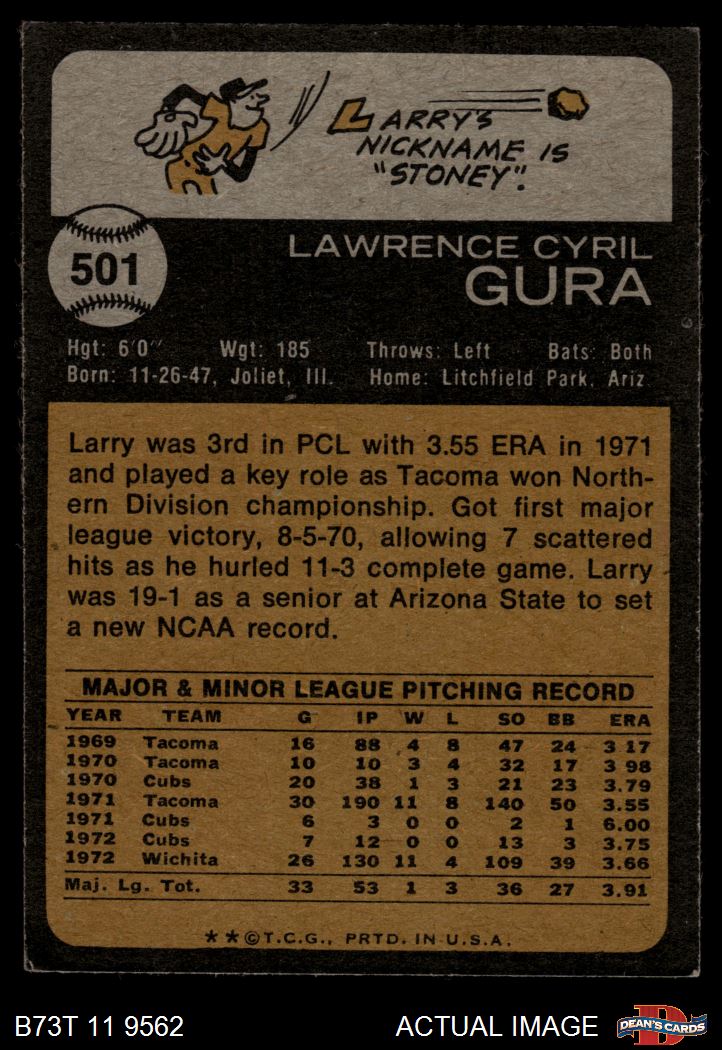 LARRY'S
NICKNAME IS
"STONEY".
501
LAWRENCE CYRIL
GURA
Hgt: 6'0" Wgt: 185 Throws: Left Bats: Both
Born: 11-26-47, Joliet, Ill. Home: Litchfield Park, Ariz.
Larry was 3rd in PCL with 3.55 ERA in 1971
and played a key role as Tacoma won North-
ern Division championship. Got first major
league victory, 8-5-70, allowing 7 scattered
hits as he hurled 11-3 complete game. Larry
was 19-1 as a senior at Arizona State to set
a new NCAA record.
MAJOR & MINOR LEAGUE PITCHING RECORD
YEAR TEAM G IP W L SO BB ERA
1969 Tacoma 16 88 4 8 47 24 3.17
1970 Tacoma 10 10 3 4 32 17 3.98
1970 Cubs 20 38 1 3 21 23 3.79
1971 Tacoma 30 190 11 8 140 50 3.55
1971 Cubs 6 3 0 0 2 1 6.00
1972 Cubs 7 12 0 0 13 3 3.75
1972 Wichita 26 130 11 4 109 39 3.66
Maj. Lg. Tot. 33 53 1 3 36 27 3.91
**©T.C.G., PRTD. IN U.S.A.
B73T 11 9562 ACTUAL IMAGE D DEAN'S CARDS